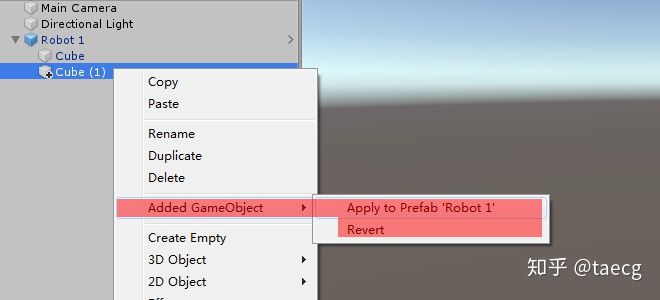 Main Camera
Directional Light
Robot 1
Cube
Cube (1)
Copy
Paste
Rename
Duplicate
Delete
Added GameObject
Apply to Prefab 'Robot 1'
Revert
Create Empty
3D Object
2D Object
知乎 @taecg